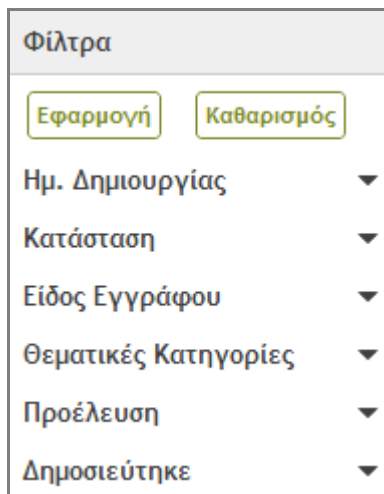 Φίλτρα
Εφαρμογή Καθαρισμός
Ημ. Δημιουργίας
Κατάσταση
Είδος Εγγράφου
Θεματικές Κατηγορίες
Προέλευση
Δημοσιεύτηκε